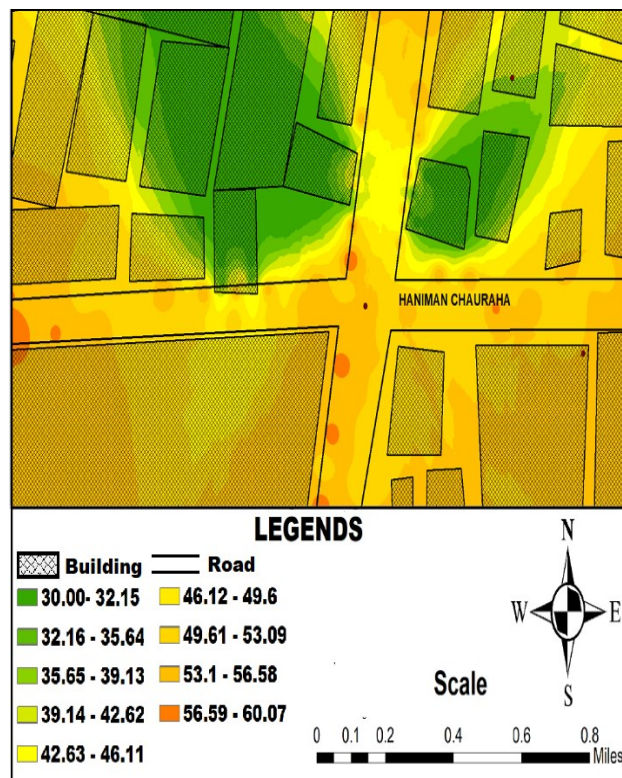 HANIMAN CHAURAHA
LEGENDS
Building Road
30.00- 32.15 46.12 - 49.6
32.16 - 35.64 49.61 - 53.09
35.65 - 39.13 53.1 - 56.58
39.14 - 42.62 56.59 - 60.07
42.63 - 46.11
N
W E
S
Scale
0 0.1 0.2 0.4 0.6 0.8
Miles